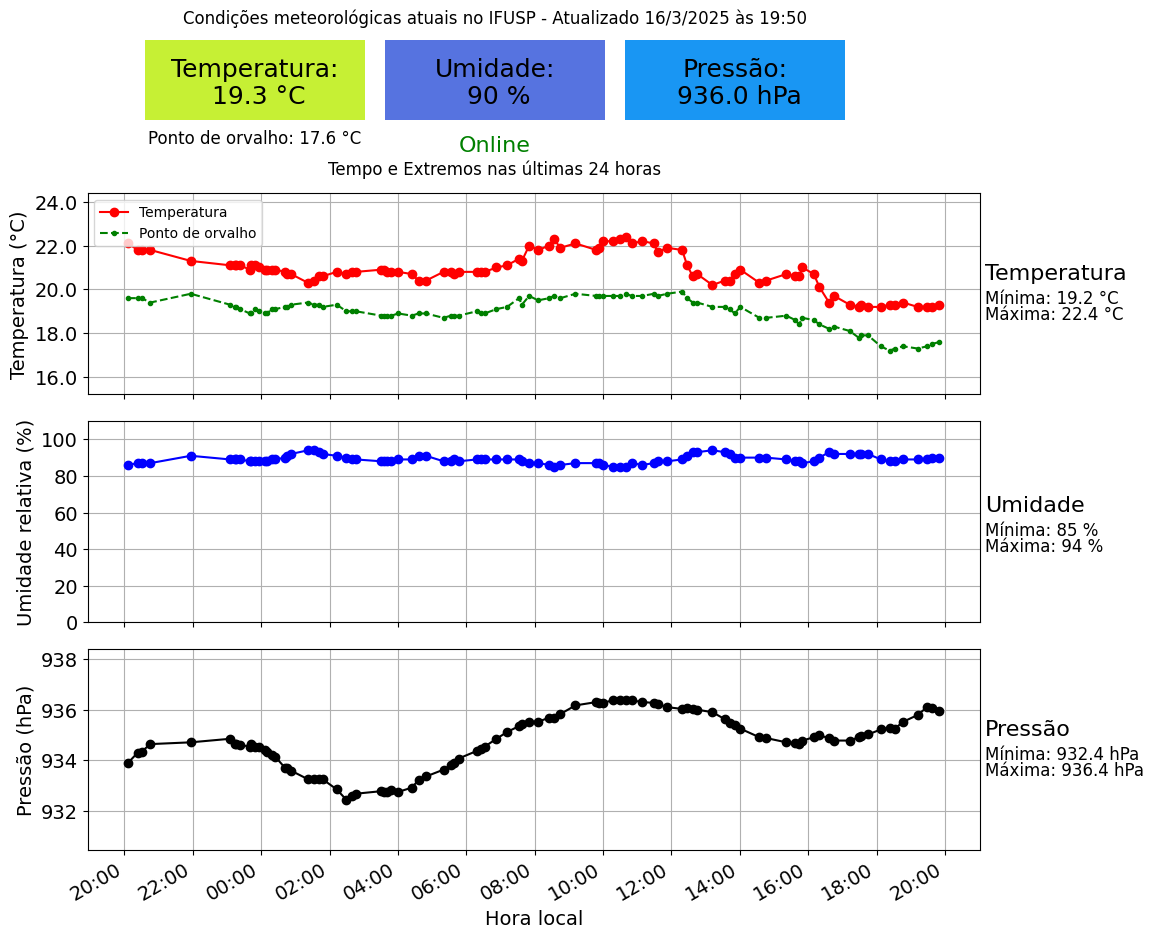 Condições meteorológicas atuais no IFUSP - Atualizado 16/3/2025 às 19:50
Temperatura:
19.3 °C
Umidade:
90 %
Pressão:
936.0 hPa
Ponto de orvalho: 17.6 °C
Online
Tempo e Extremos nas últimas 24 horas
Temperatura (°C)
24.0
22.0
20.0
18.0
16.0
Temperatura
Ponto de orvalho
Temperatura
Mínima: 19.2 °C
Máxima: 22.4 °C
Umidade relativa (%)
100
80
60
40
20
0
Umidade
Mínima: 85 %
Máxima: 94 %
Pressão (hPa)
938
936
934
932
Pressão
Mínima: 932.4 hPa
Máxima: 936.4 hPa
20:00 22:00 00:00 02:00 04:00 06:00 08:00 10:00 12:00 14:00 16:00 18:00 20:00
Hora local